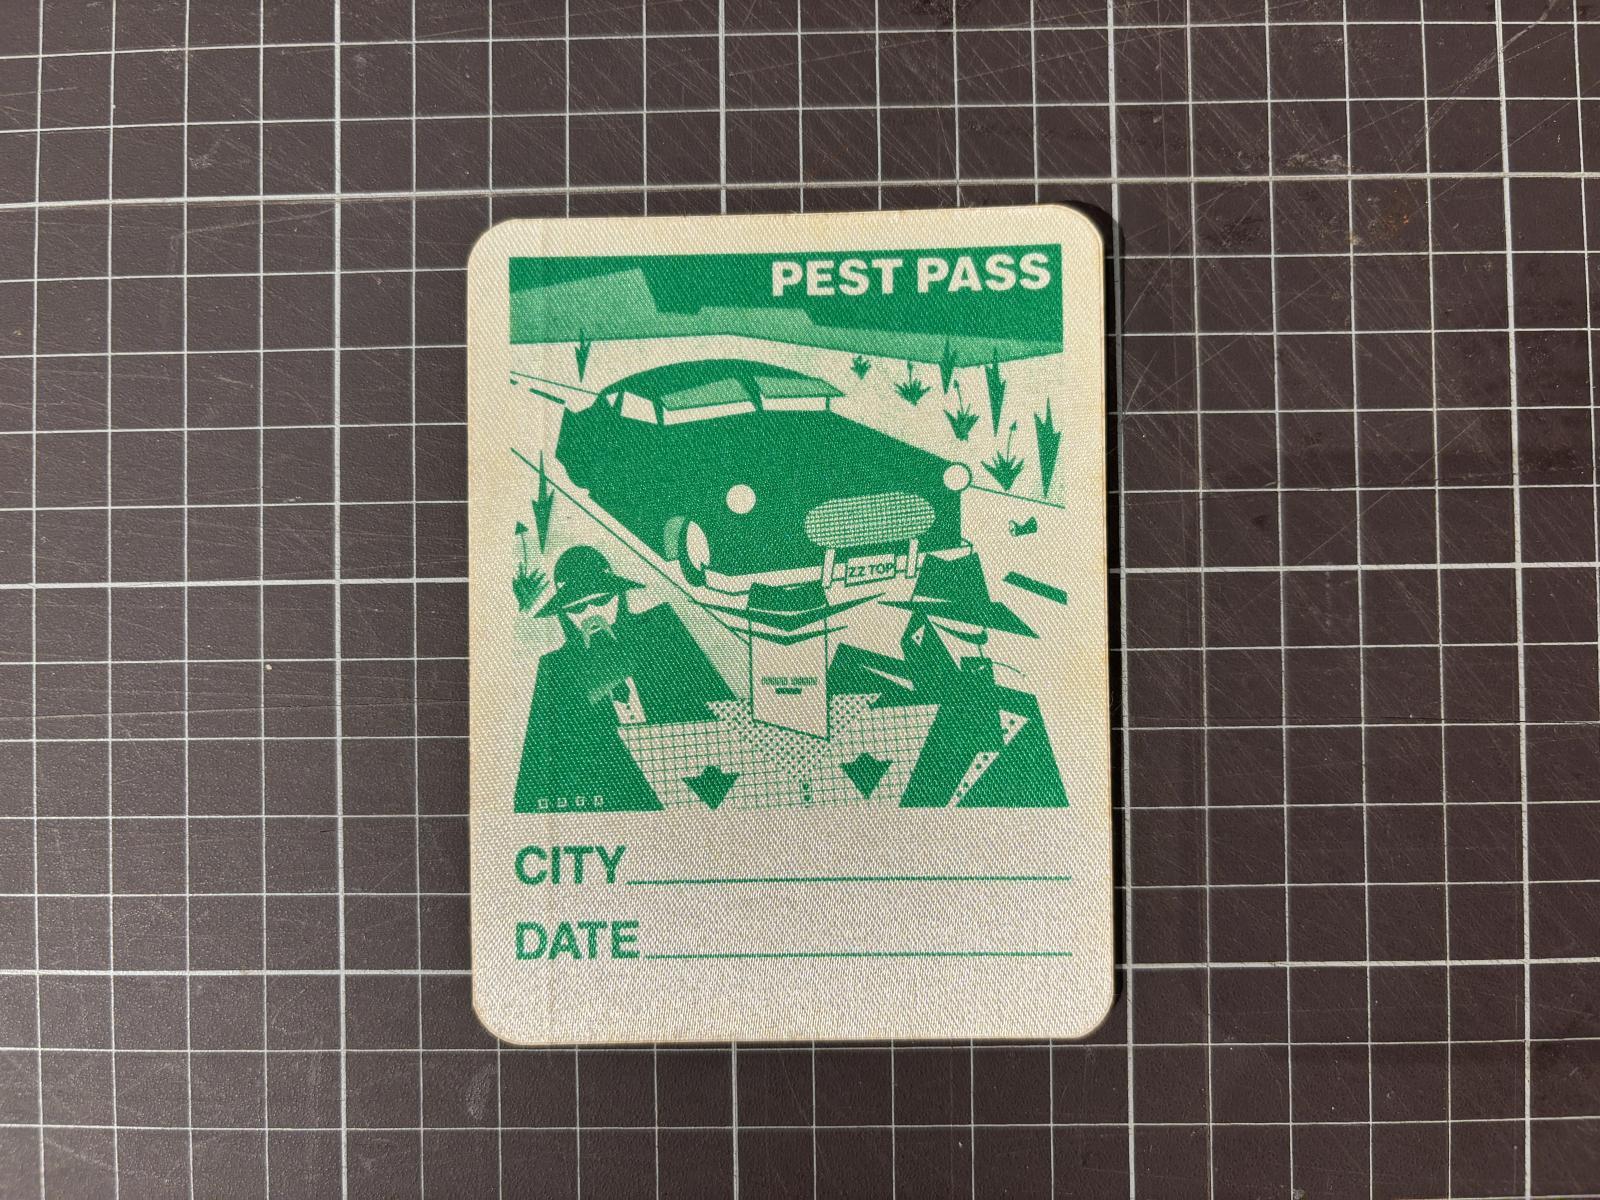 PEST PASS
ZZ TOP
CITY
DATE